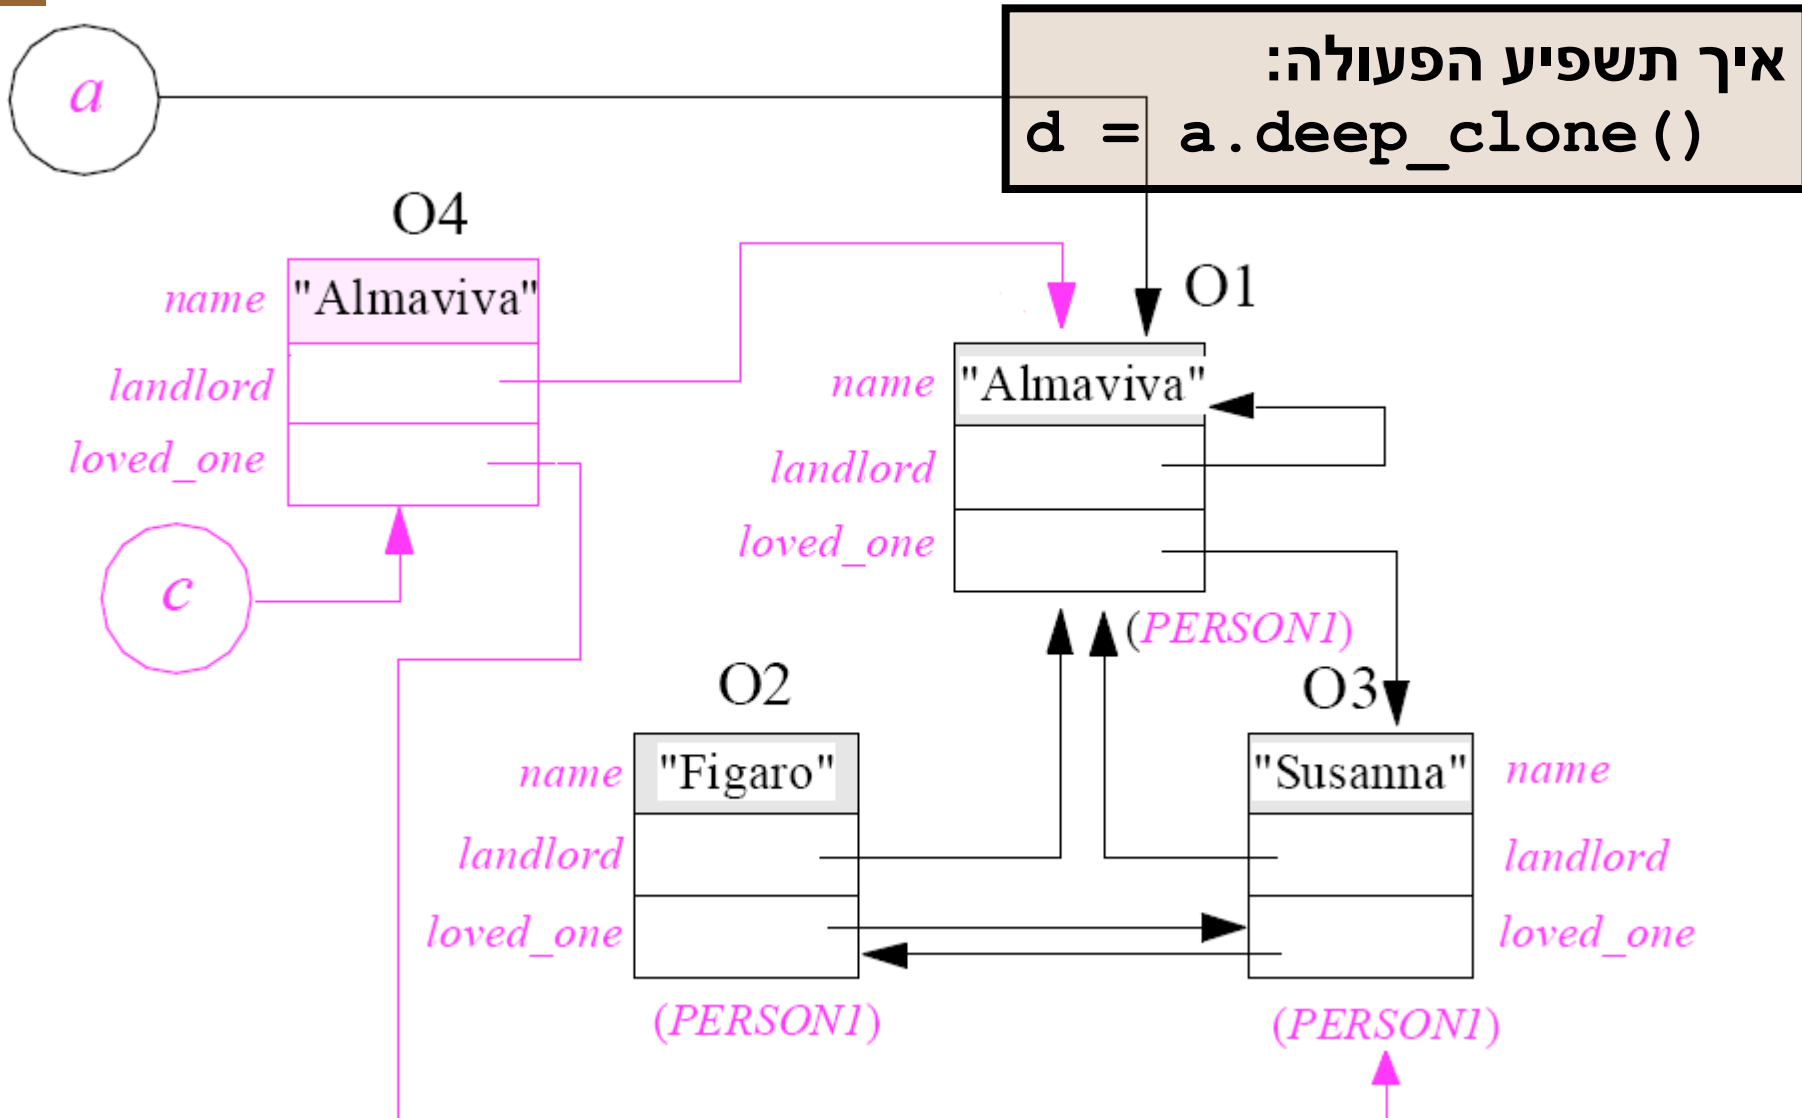 איך תשפיע הפעולה:
d = a.deep_clone()
a
O4
name "Almaviva"
landlord
loved_one
c
O1
name "Almaviva"
landlord
loved_one
(PERSON1)
O2
name "Figaro"
landlord
loved_one
(PERSON1)
O3
"Susanna" name
landlord
loved_one
(PERSON1)